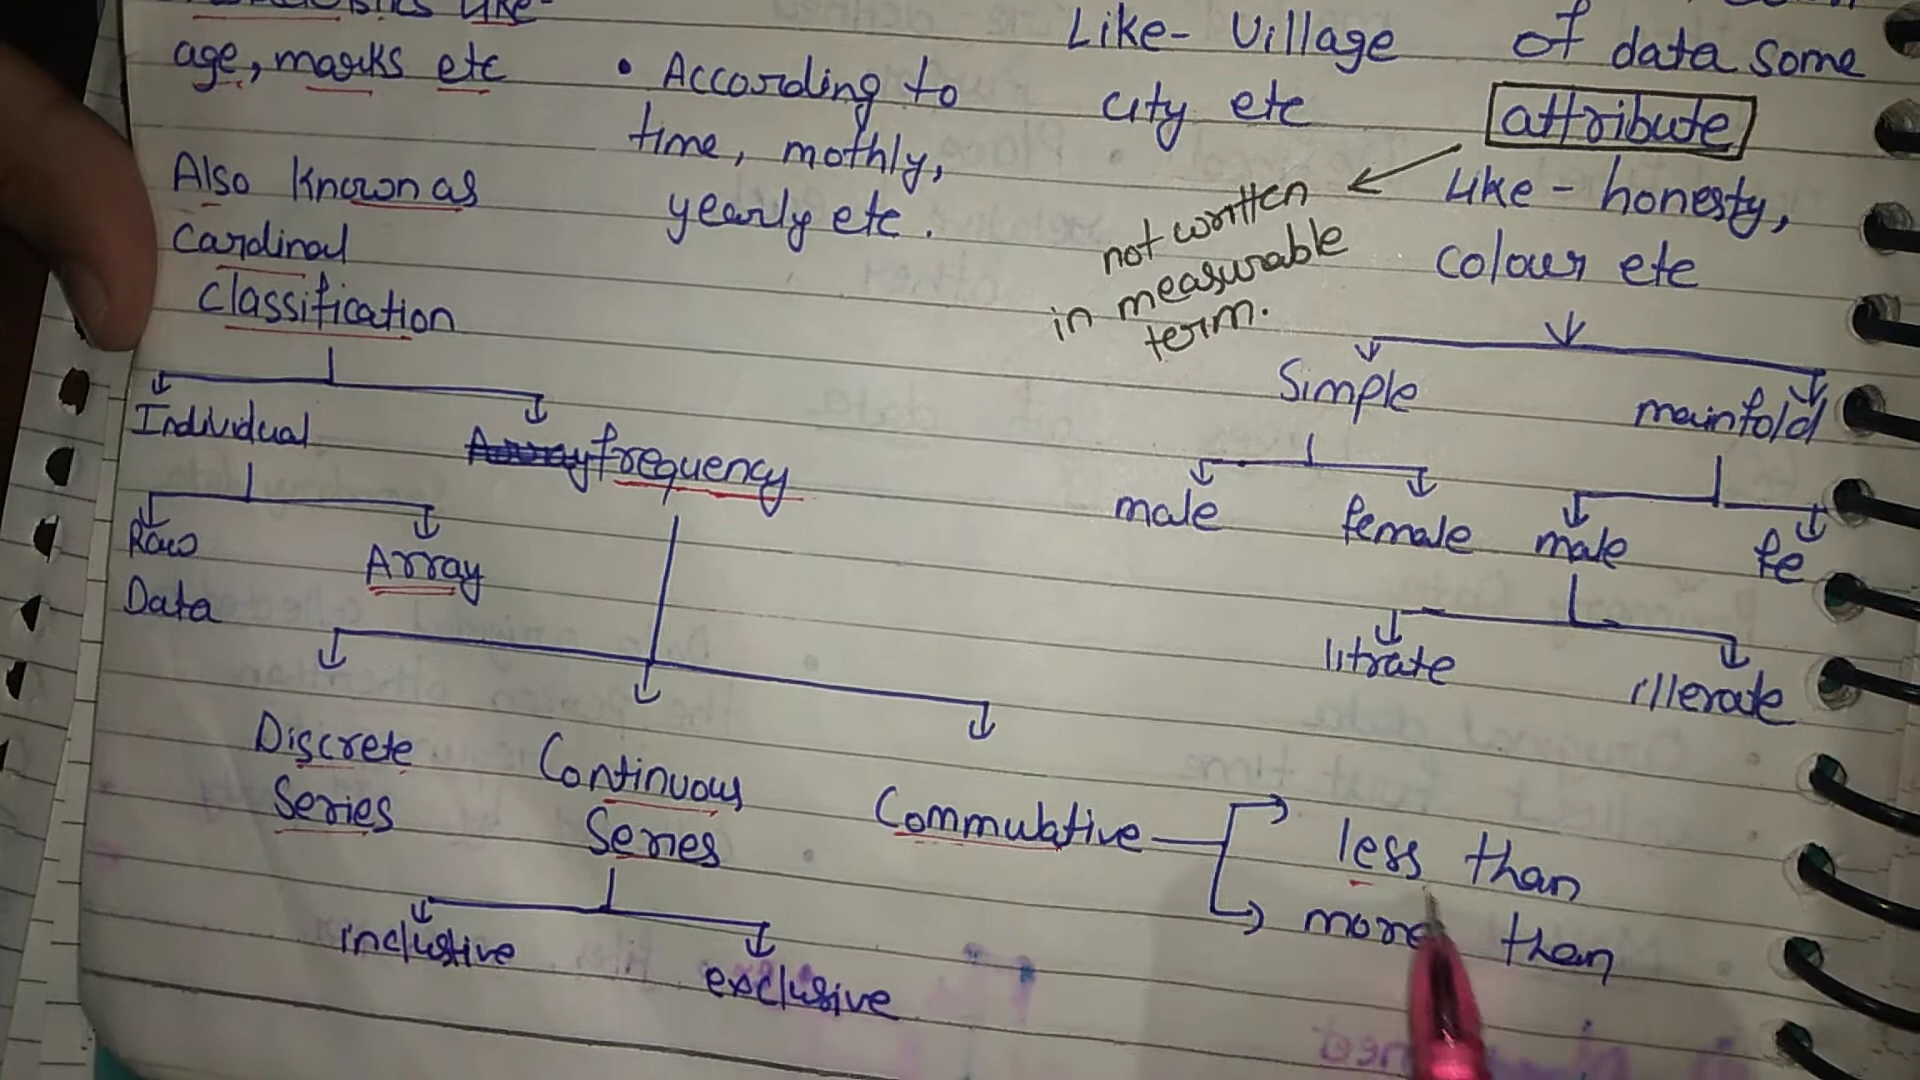 age, marks etc
Also Known as
Cardinal
Classification
Individual
frequency
Raw
Data
Array
Discrete
Series
Continuous
Series
inclusive
exclusive
Commulative
less than
more than
• According to
time, mothly,
yearly etc.
Like- Village
city etc
of data some
attribute
Like - honesty,
colour etc
not written
in measurable
term.
Simple
mainfold
male
female
male
fe
litrate
illerate